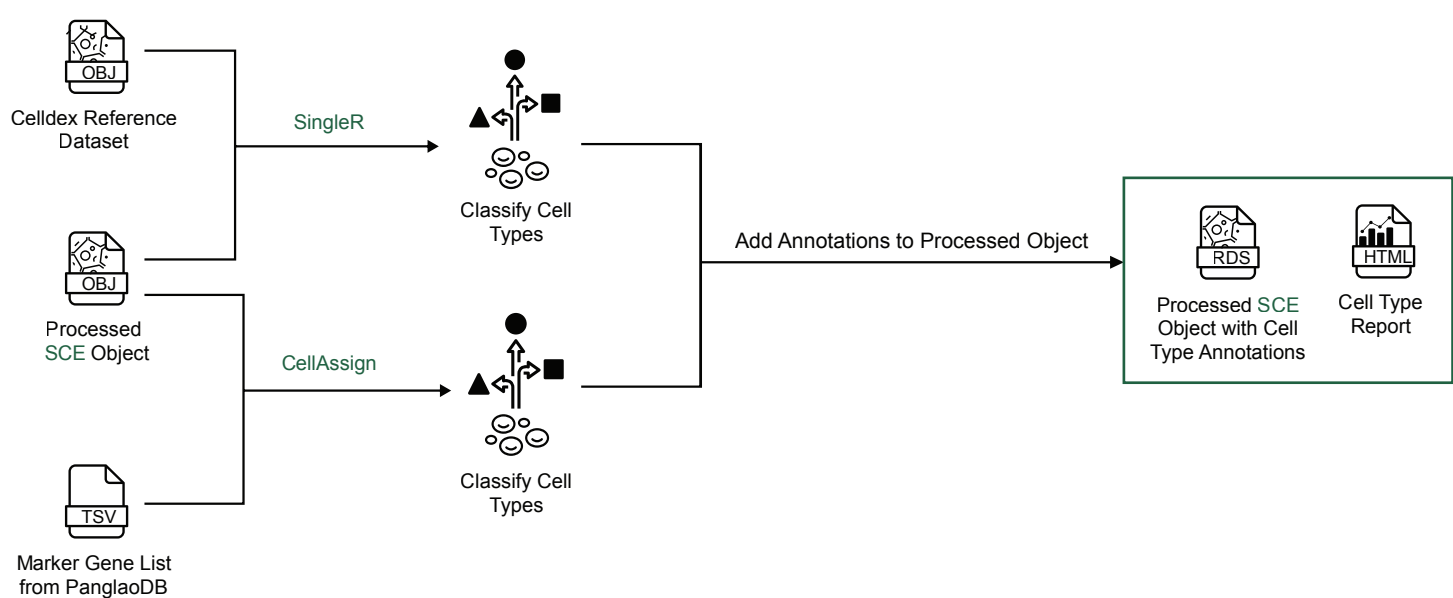 OBJ
Celldex Reference
Dataset
SingleR
Classify Cell
Types
OBJ
Processed
SCE Object
CellAssign
Classify Cell
Types
TSV
Marker Gene List
from PanglaoDB
Add Annotations to Processed Object
RDS
Processed SCE
Object with Cell
Type Annotations
HTML
Cell Type
Report